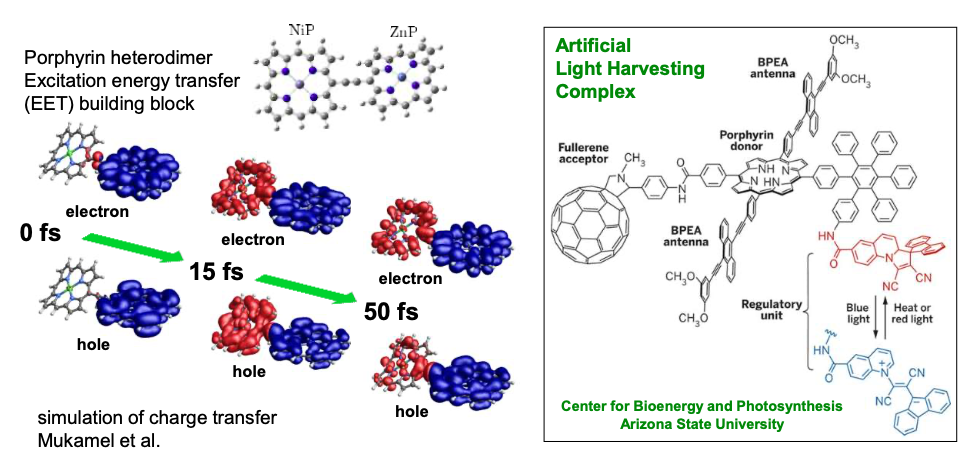 Porphyrin heterodimer
Excitation energy transfer
(EET) building block
NiP
ZnP
electron
0 fs
hole
electron
15 fs
hole
electron
50 fs
hole
simulation of charge transfer
Mukamel et al.
Artificial
Light Harvesting
Complex
BPEA
antenna
OCH₃
OCH₃
Fullerene
acceptor
CH₃
N
O
N
H
Porphyrin
donor
NH
N
N
HN
BPEA
antenna
CH₃O
CH₃O
HN
O
N
CN
NC
Regulatory
unit
Blue
light
Heat or
red light
HN
O
N
+
CN
NC
Center for Bioenergy and Photosynthesis
Arizona State University